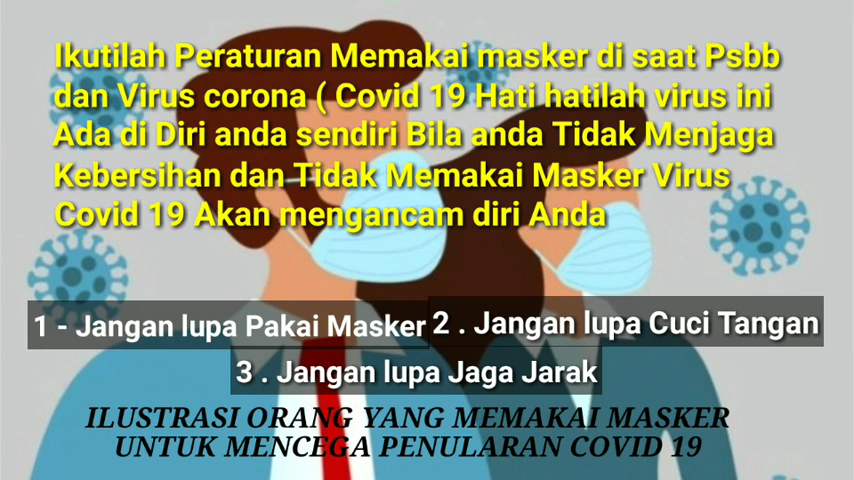 Ikutilah Peraturan Memakai masker di saat Psbb
dan Virus corona ( Covid 19 Hati hatilah virus ini
Ada di Diri anda sendiri Bila anda Tidak Menjaga
Kebersihan dan Tidak Memakai Masker Virus
Covid 19 Akan mengancam diri Anda
1 - Jangan lupa Pakai Masker
2 . Jangan lupa Cuci Tangan
3 . Jangan lupa Jaga Jarak
ILUSTRASI ORANG YANG MEMAKAI MASKER
UNTUK MENCEGA PENULARAN COVID 19